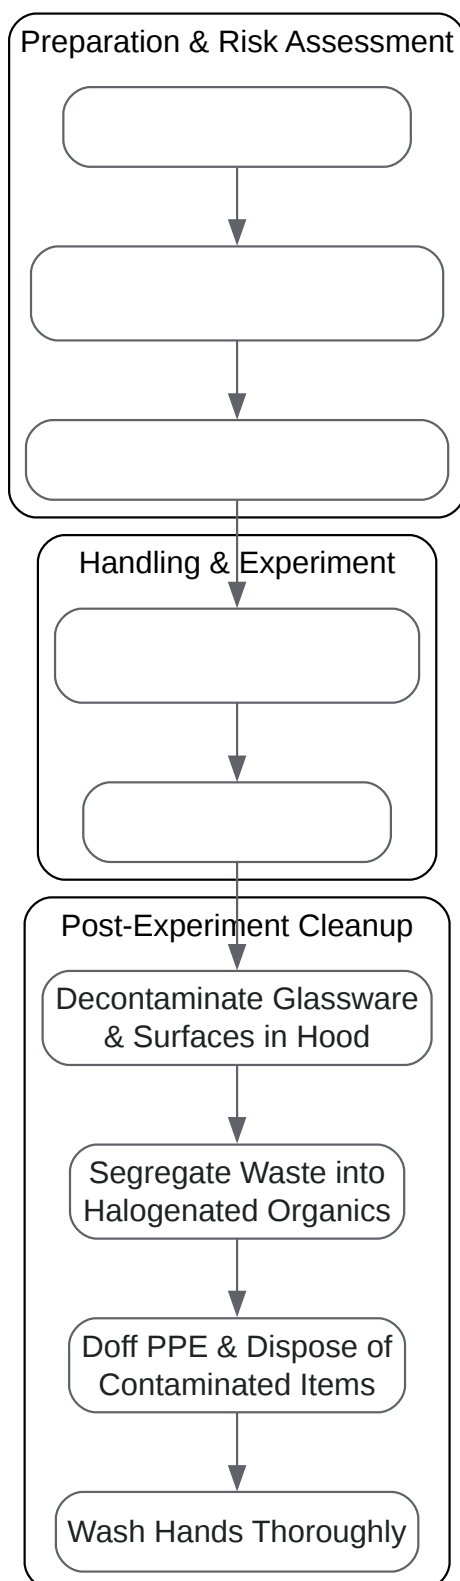 Preparation & Risk Assessment
Handling & Experiment
Post-Experiment Cleanup
Decontaminate Glassware
& Surfaces in Hood
Segregate Waste into
Halogenated Organics
Doff PPE & Dispose of
Contaminated Items
Wash Hands Thoroughly